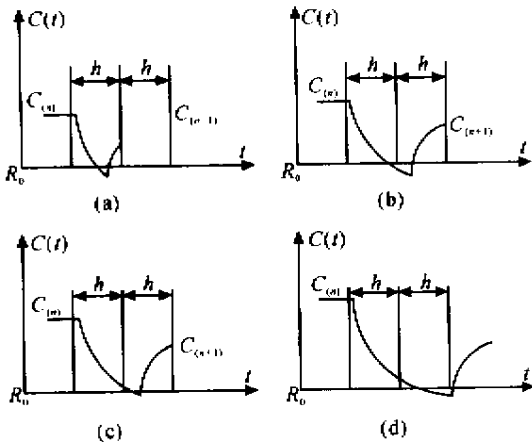 C(t)
h h
C(n)
C(n+1)
R₀
t
(a)
C(t)
h h
C(n)
C(n+1)
R₀
t
(b)
C(t)
h h
C(n)
C(n+1)
R₀
t
(c)
C(t)
h h
C(n)
R₀
t
(d)